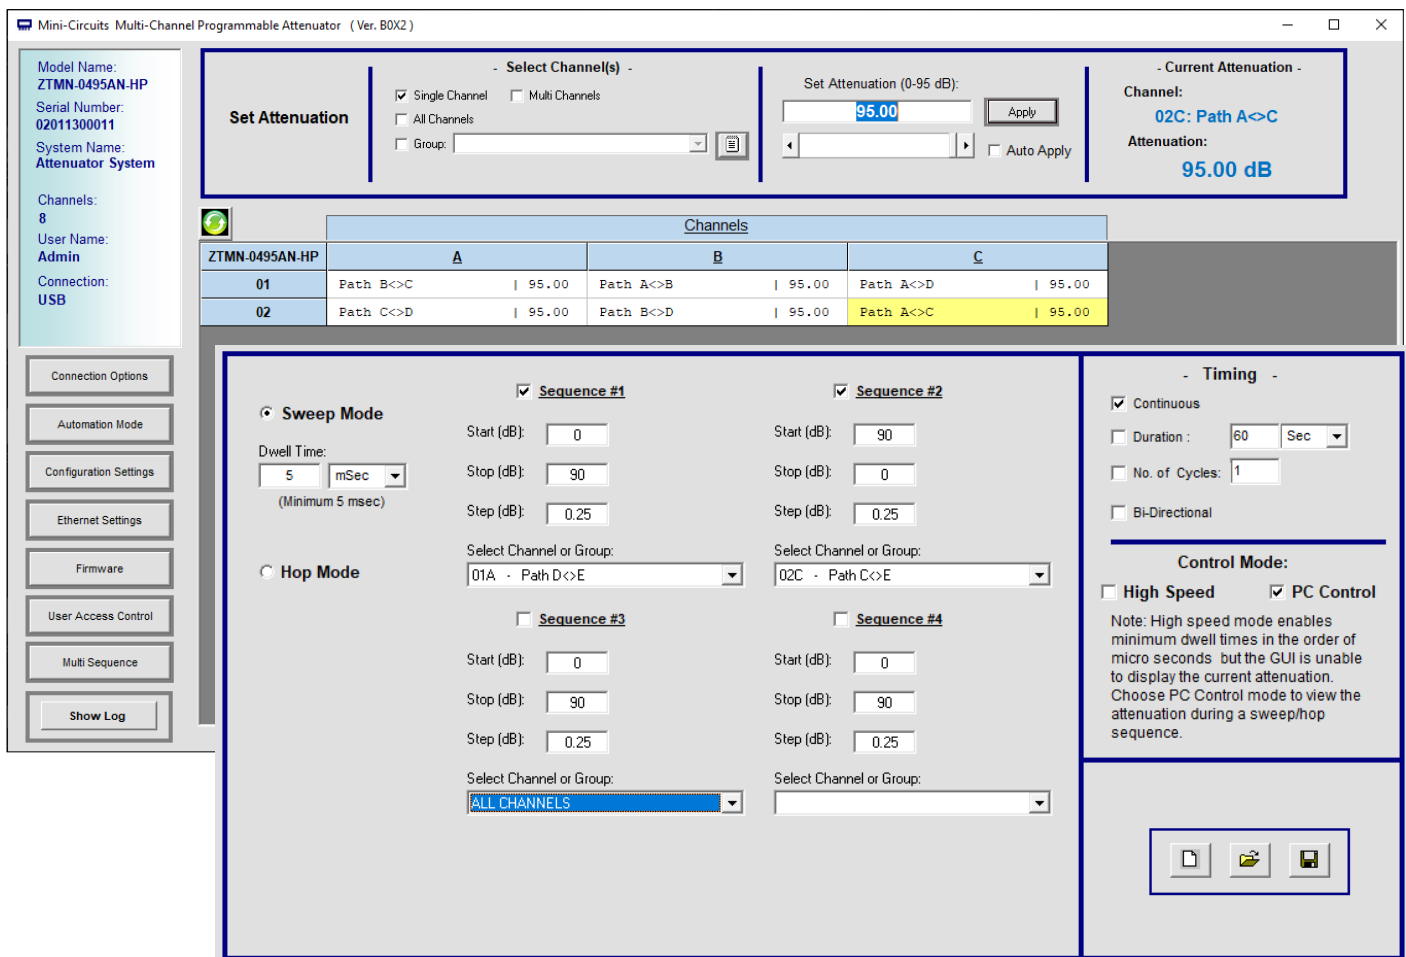 Mini-Circuits Multi-Channel Programmable Attenuator ( Ver. B0X2 )
Model Name:
ZTMN-0495AN-HP
Serial Number:
02011300011
System Name:
Attenuator System
Channels:
8
User Name:
Admin
Connection:
USB
Set Attenuation
- Select Channel(s) -
Single Channel Multi Channels
All Channels
Group:
Set Attenuation (0-95 dB):
95.00 Apply
Auto Apply
- Current Attenuation -
Channel:
02C: Path A<>C
Attenuation:
95.00 dB
Channels
ZTMN-0495AN-HP A B C
01 Path B<>C | 95.00 Path A<>B | 95.00 Path A<>D | 95.00
02 Path C<>D | 95.00 Path B<>D | 95.00 Path A<>C | 95.00
Connection Options
Automation Mode
Configuration Settings
Ethernet Settings
Firmware
User Access Control
Multi Sequence
Show Log
Sweep Mode
Dwell Time:
5 mSec
(Minimum 5 msec)
Hop Mode
Sequence #1
Start (dB): 0
Stop (dB): 90
Step (dB): 0.25
Select Channel or Group:
01A - Path D<>E
Sequence #2
Start (dB): 90
Stop (dB): 0
Step (dB): 0.25
Select Channel or Group:
02C - Path C<>E
Sequence #3
Start (dB): 0
Stop (dB): 90
Step (dB): 0.25
Select Channel or Group:
ALL CHANNELS
Sequence #4
Start (dB): 0
Stop (dB): 90
Step (dB): 0.25
Select Channel or Group:
- Timing -
Continuous
Duration : 60 Sec
No. of Cycles: 1
Bi-Directional
Control Mode:
High Speed PC Control
Note: High speed mode enables
minimum dwell times in the order of
micro seconds but the GUI is unable
to display the current attenuation.
Choose PC Control mode to view the
attenuation during a sweep/hop
sequence.